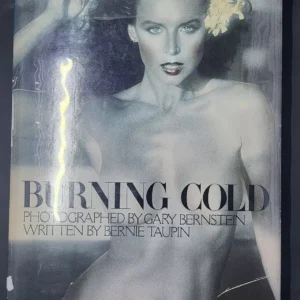 BURNING COLD
PHOTOGRAPHED BY GARY BERNSTEIN
WRITTEN BY BERNIE TAUPIN